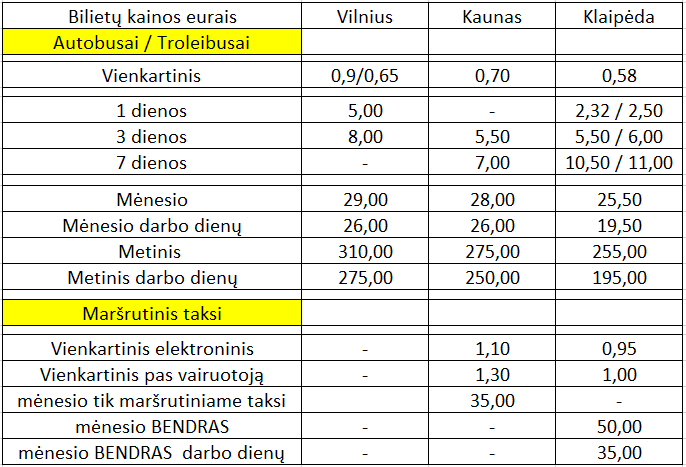 Bilietų kainos eurais Vilnius Kaunas Klaipėda
Autobusai / Troleibusai
Vienkartinis 0,9/0,65 0,70 0,58
1 dienos 5,00 - 2,32 / 2,50
3 dienos 8,00 5,50 5,50 / 6,00
7 dienos - 7,00 10,50 / 11,00
Mėnesio 29,00 28,00 25,50
Mėnesio darbo dienų 26,00 26,00 19,50
Metinis 310,00 275,00 255,00
Metinis darbo dienų 275,00 250,00 195,00
Maršrutinis taksi
Vienkartinis elektroninis - 1,10 0,95
Vienkartinis pas vairuotoją - 1,30 1,00
mėnesio tik maršrutiniame taksi 35,00 -
mėnesio BENDRAS - - 50,00
mėnesio BENDRAS darbo dienų - - 35,00